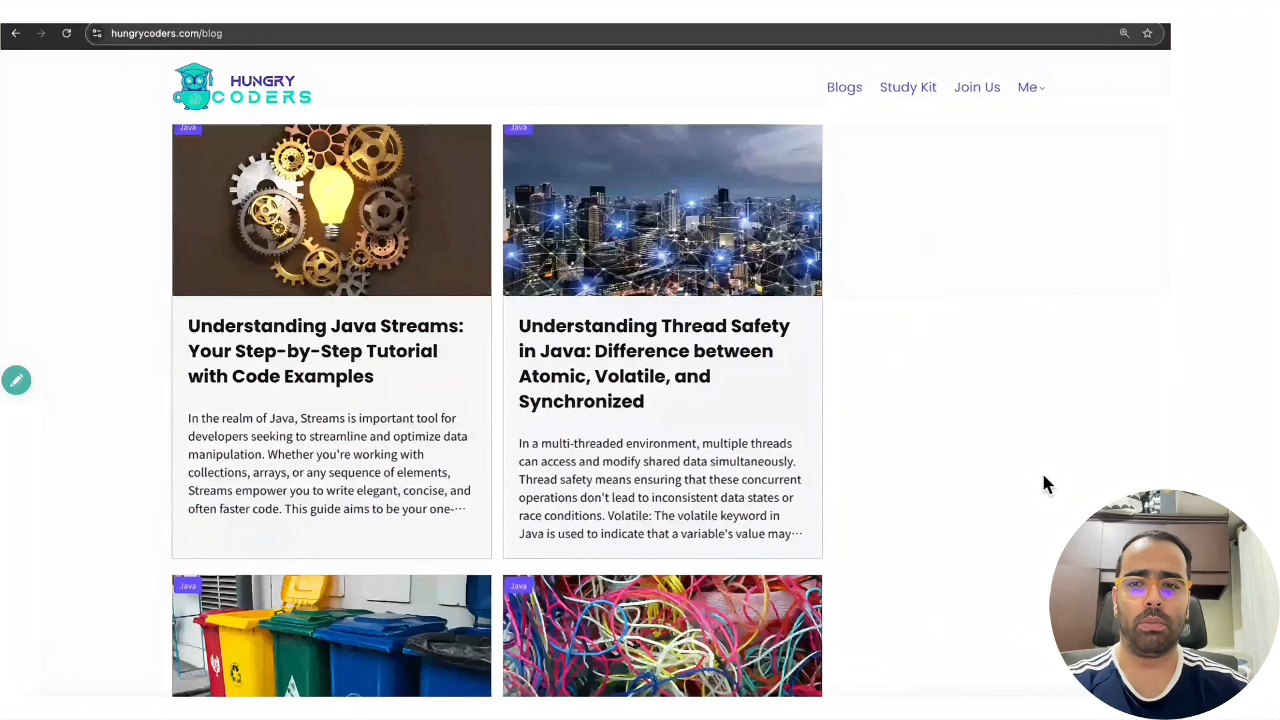 hungrycoders.com/blog
HUNGRY
CODERS
Blogs
Study Kit
Join Us
Me
Java
Understanding Java Streams:
Your Step-by-Step Tutorial
with Code Examples
In the realm of Java, Streams is important tool for
developers seeking to streamline and optimize data
manipulation. Whether you're working with
collections, arrays, or any sequence of elements,
Streams empower you to write elegant, concise, and
often faster code. This guide aims to be your one-···
Java
Understanding Thread Safety
in Java: Difference between
Atomic, Volatile, and
Synchronized
In a multi-threaded environment, multiple threads
can access and modify shared data simultaneously.
Thread safety means ensuring that these concurrent
operations don't lead to inconsistent data states or
race conditions. Volatile: The volatile keyword in
Java is used to indicate that a variable's value may···
Java
Java